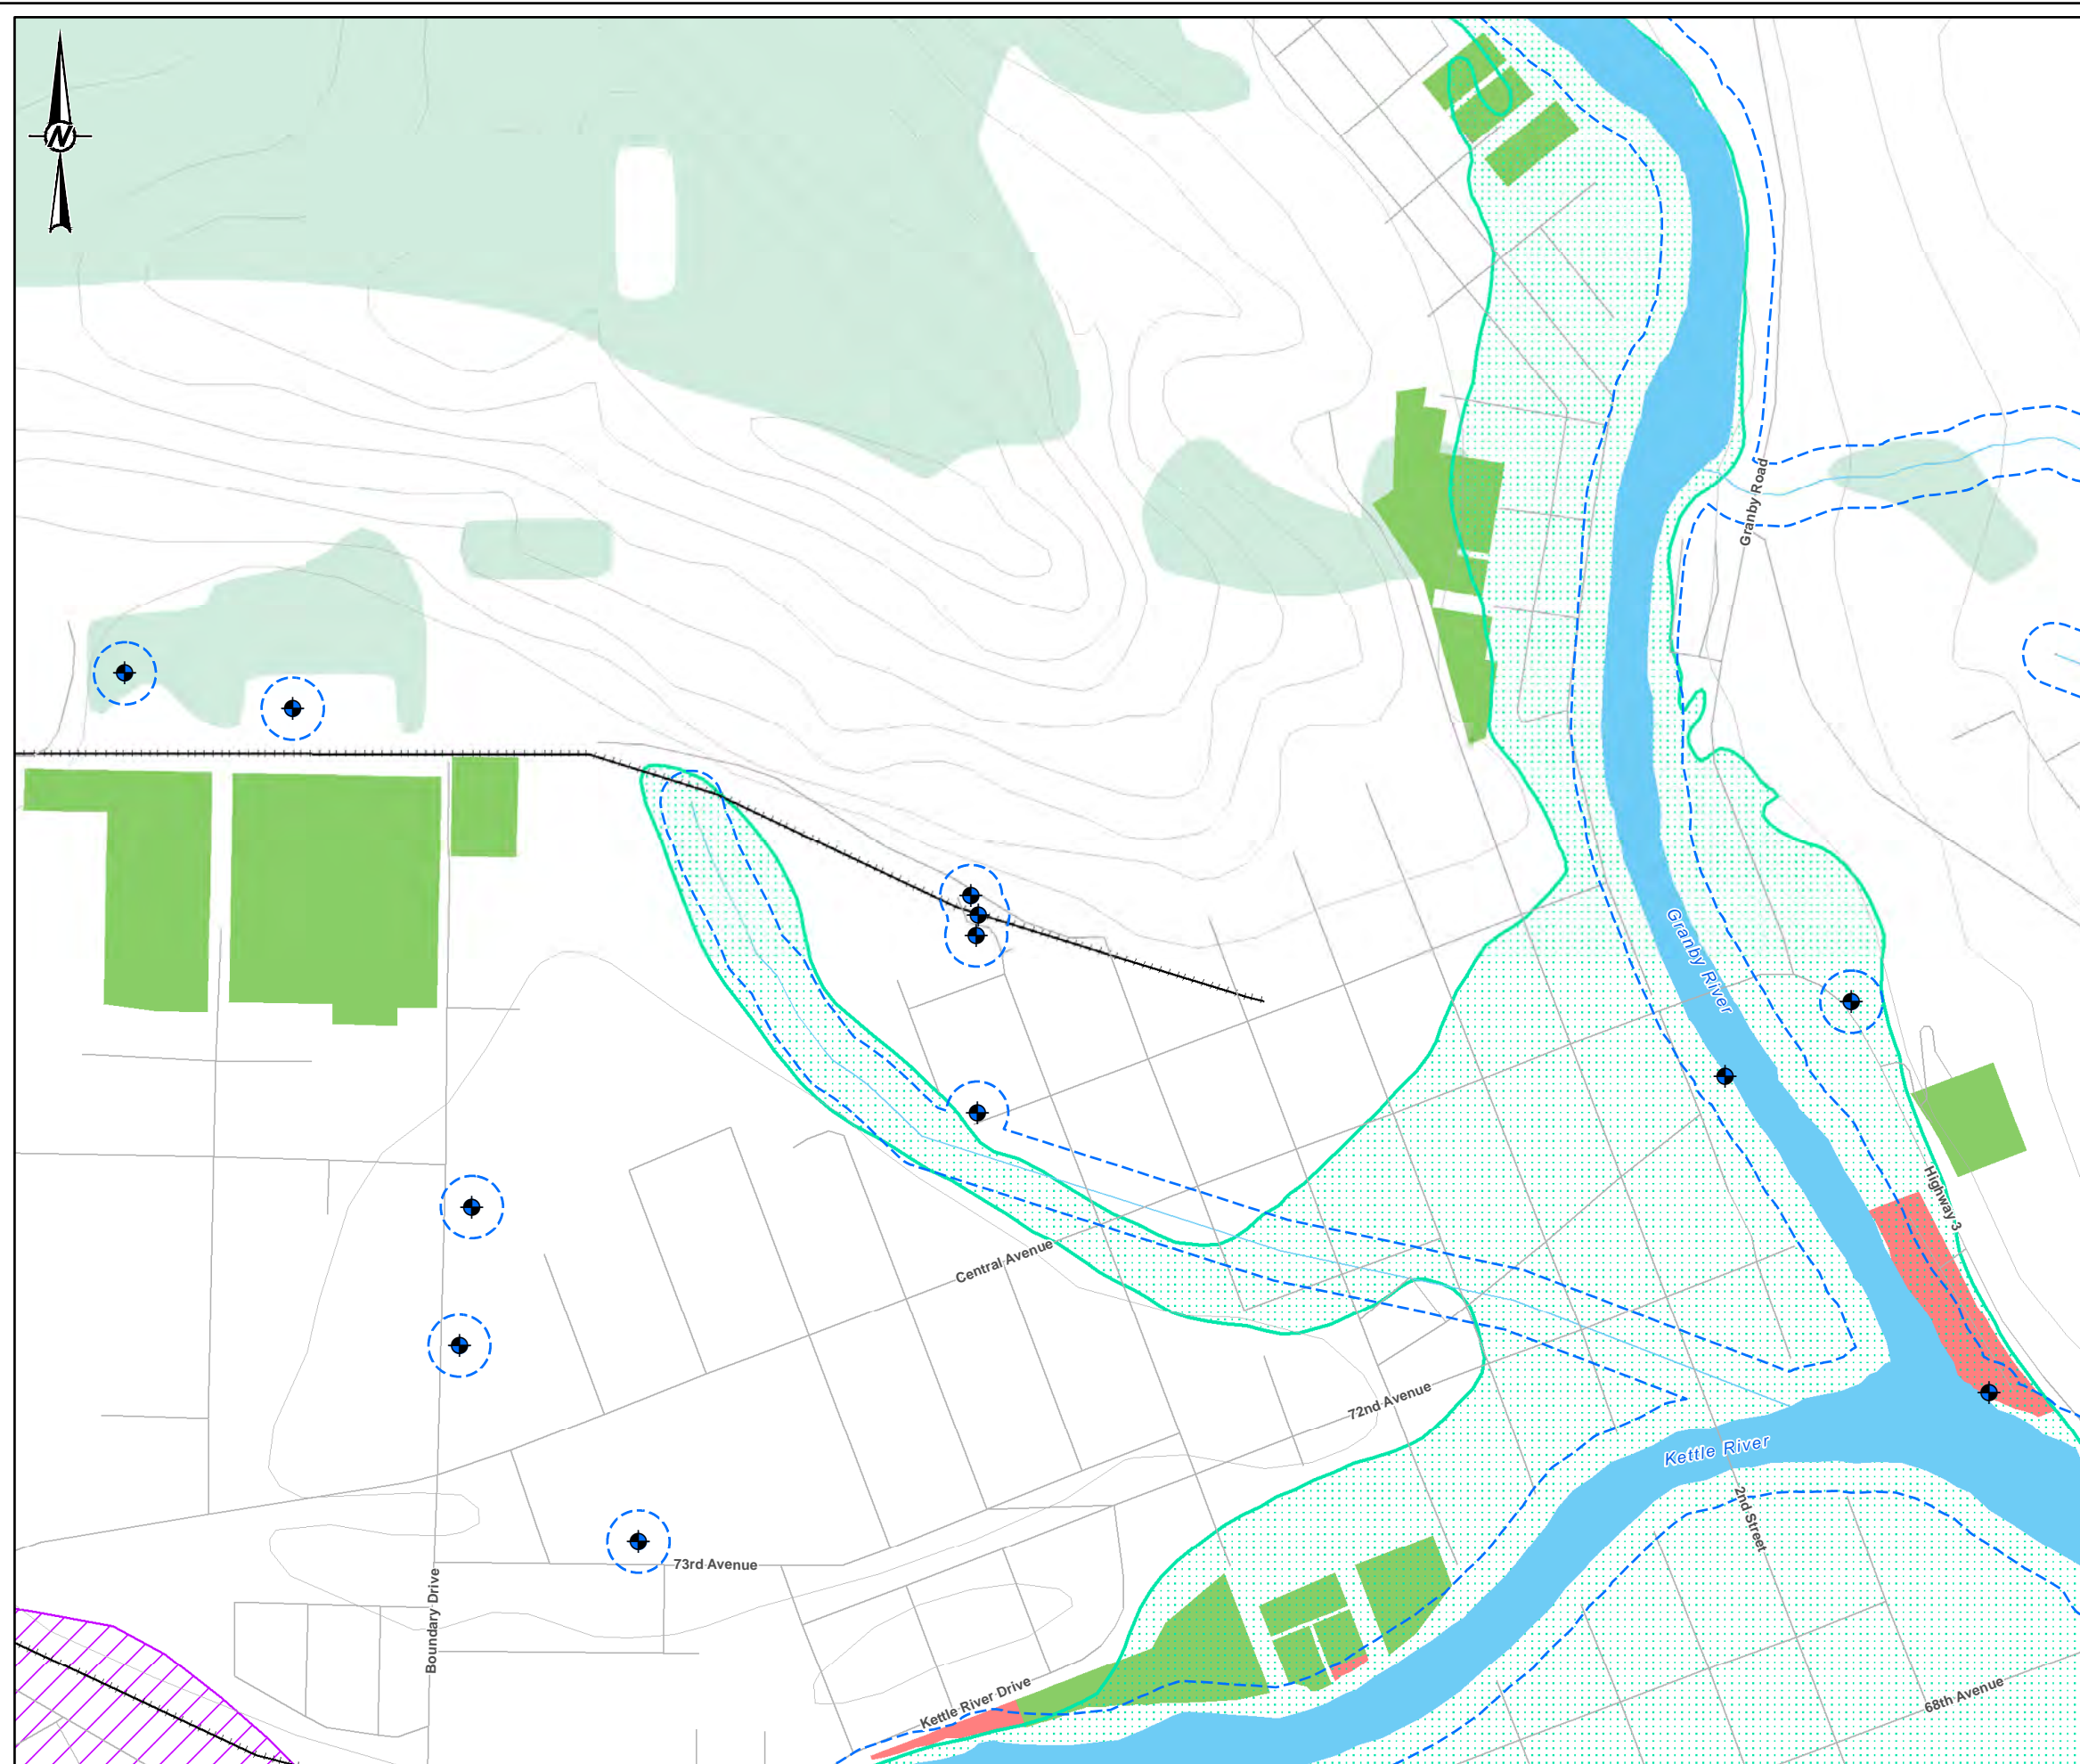 N
Granby Road
Granby River
Highway 3
Central Avenue
72nd Avenue
Kettle River
2nd Street
73rd Avenue
Boundary Drive
Kettle River Drive
68th Avenue